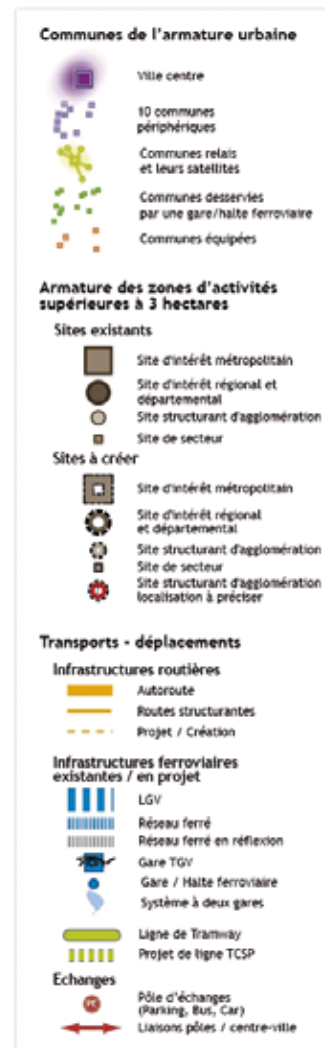 Communes de l'armature urbaine
Ville centre
10 communes
périphériques
Communes relais
et leurs satellites
Communes desservies
par une gare/halte ferroviaire
Communes équipées
Armature des zones d'activités
supérieures à 3 hectares
Sites existants
Site d'intérêt métropolitain
Site d'intérêt régional et
départemental
Site structurant d'agglomération
Site de secteur
Sites à créer
Site d'intérêt métropolitain
Site d'intérêt régional
et départemental
Site structurant d'agglomération
Site de secteur
Site structurant d'agglomération
localisation à préciser
Transports - déplacements
Infrastructures routières
Autoroute
Routes structurantes
Projet / Création
Infrastructures ferroviaires
existantes / en projet
LGV
Réseau ferré
Réseau ferré en réflexion
Gare TGV
Gare / Halte ferroviaire
Système à deux gares
Ligne de Tramway
Projet de ligne TCSP
Echanges
PE
Pôle d'échanges
(Parking, Bus, Car)
Liaisons pôles / centre-ville